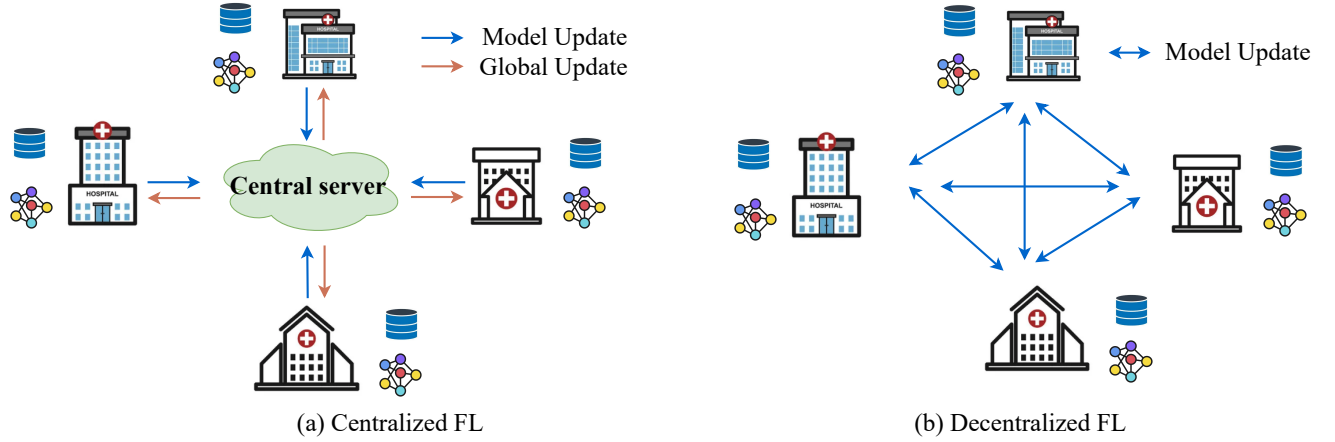 HOSPITAL
Model Update
Global Update
HOSPITAL
Central server
(a) Centralized FL
HOSPITAL
Model Update
HOSPITAL
(b) Decentralized FL